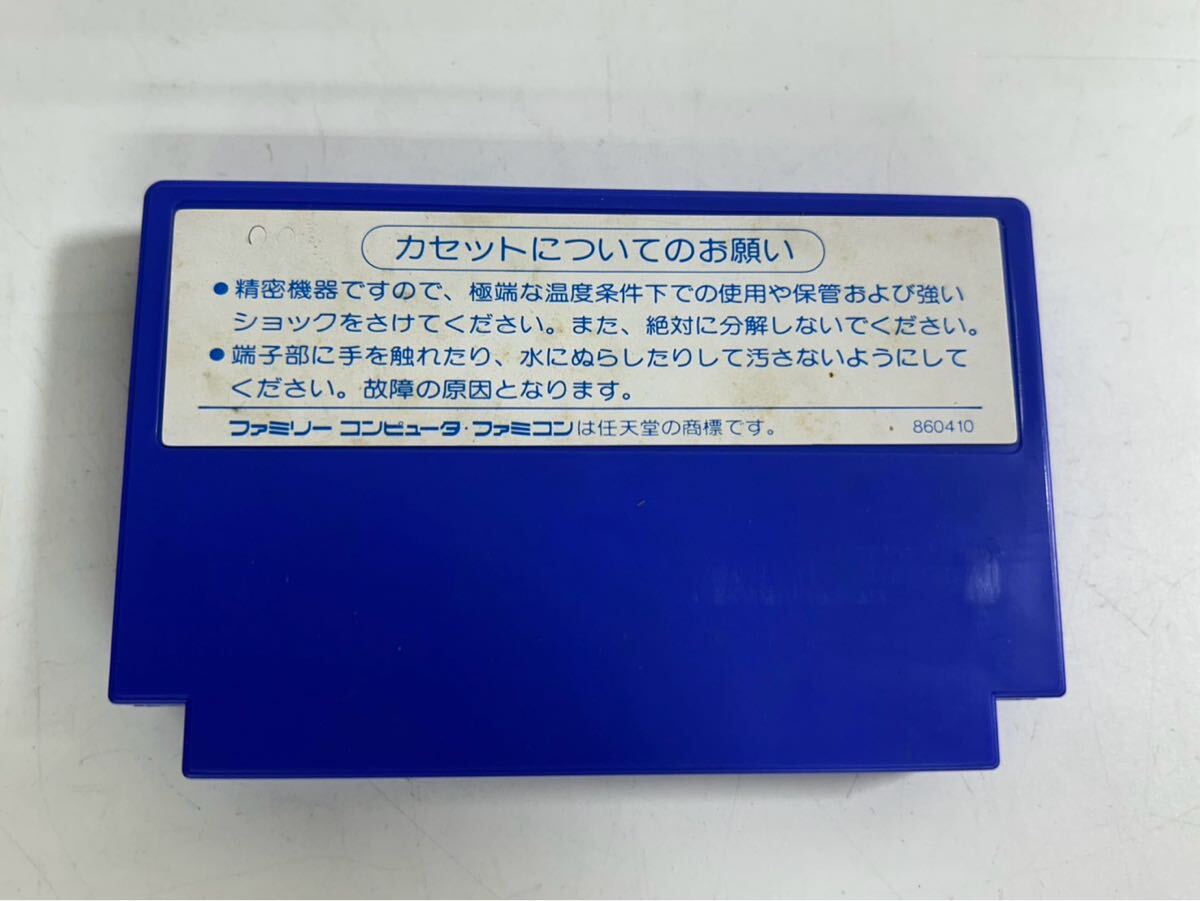 カセットについてのお願い
●精密機器ですので、極端な温度条件下での使用や保管および強い
ショックをさけてください。また、絶対に分解しないでください。
●端子部に手を触れたり、水にぬらしたりして汚さないようにして
ください。故障の原因となります。
ファミリー コンピュータ・ファミコンは任天堂の商標です。 860410